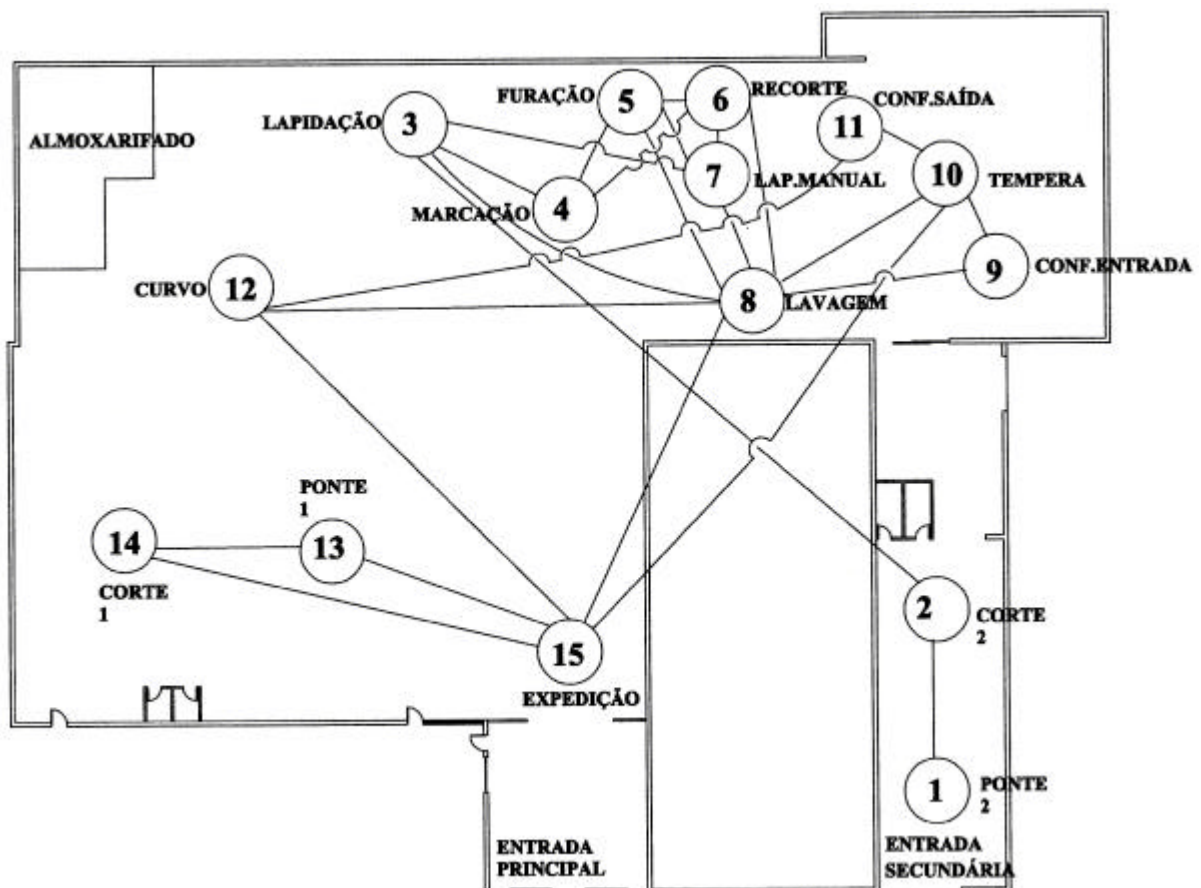 FURAÇÃO
5
6
RECORTE
CONF.SAÍDA
LAPIDAÇÃO
3
11
ALMOXARIFADO
7
LAP.MANUAL
10
TEMPERA
MARCAÇÃO
4
CURVO
12
8
LAVAGEM
9
CONF.ENTRADA
PONTE
1
14
13
CORTE
1
2
CORTE
2
15
EXPEDIÇÃO
1
PONTE
2
ENTRADA
PRINCIPAL
ENTRADA
SECUNDÁRIA